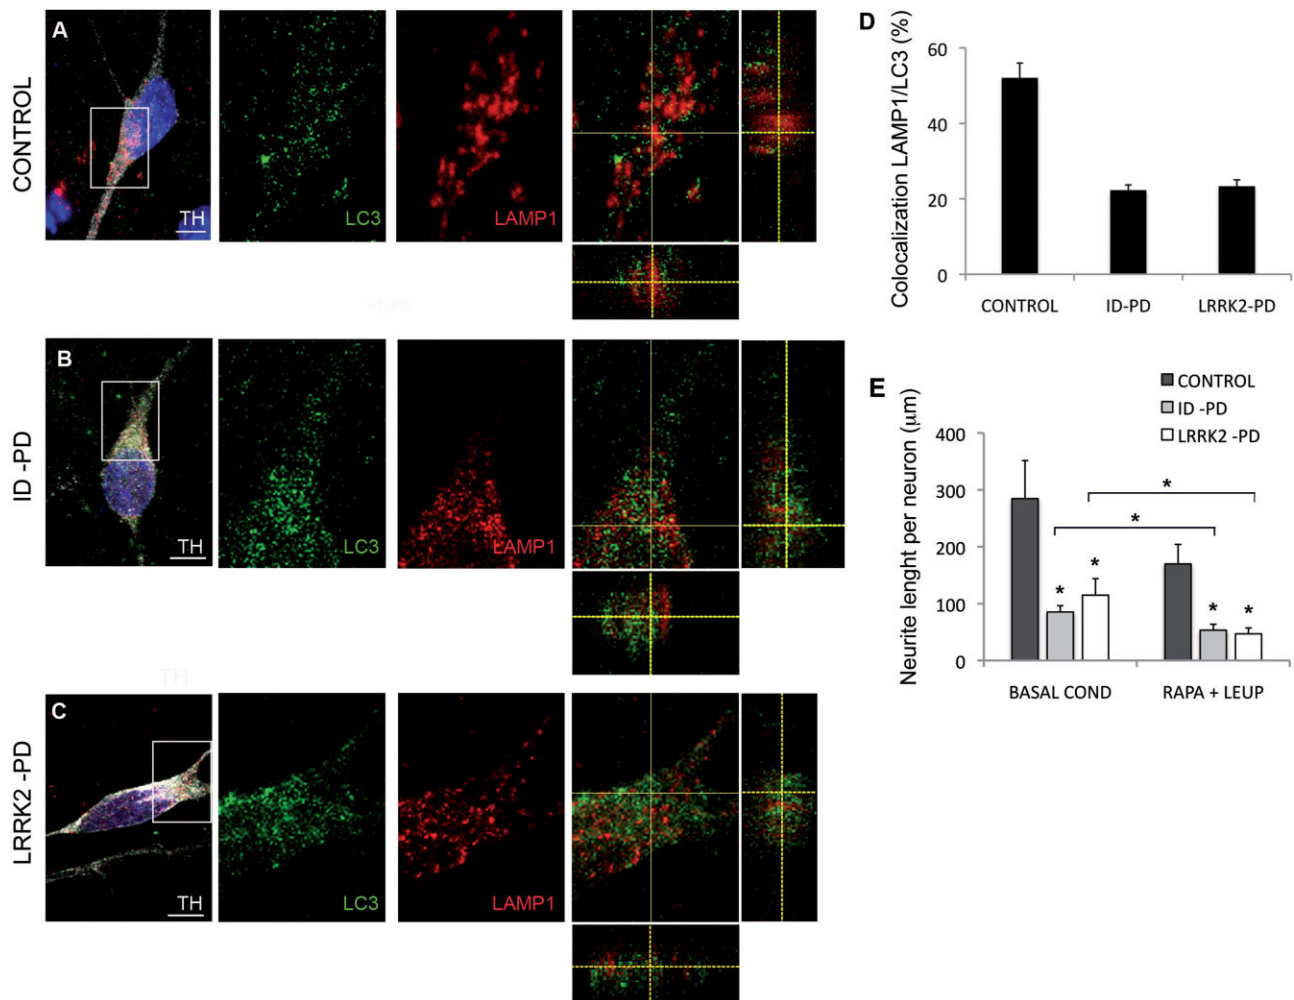 A
CONTROL
TH
LC3
LAMP1
B
ID -PD
TH
LC3
LAMP1
TH
C
LRRK2 -PD
TH
LC3
LAMP1
D
Colocalization LAMP1/LC3 (%)
60
40
20
0
CONTROL
ID-PD
LRRK2-PD
E
CONTROL
ID -PD
LRRK2 -PD
Neurite lenght per neuron (µm)
400
300
200
100
0
*
*
*
*
*
*
BASAL COND
RAPA + LEUP